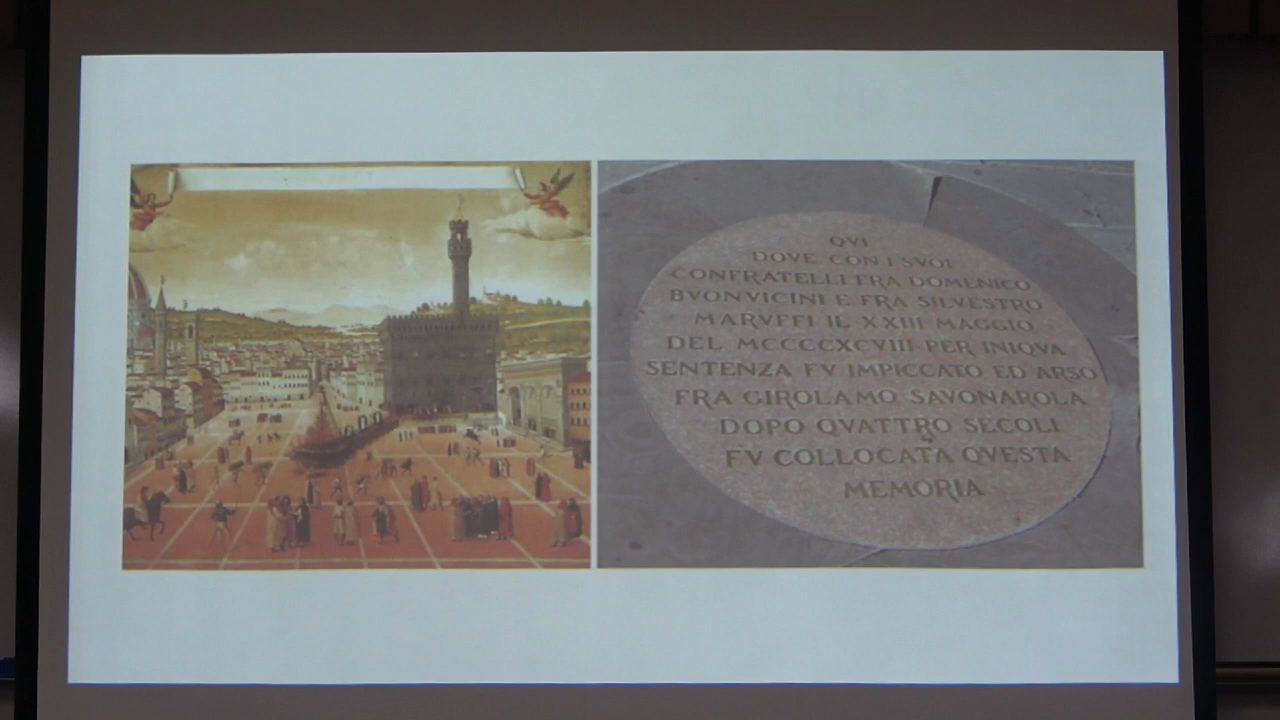 QVI
DOVE CON I SVOI
CONFRATELLI FRA DOMENICO
BVONVICINI E FRA SILVESTRO
MARVFFI IL XXIII MAGGIO
DEL MCCCCXCVIII PER INIQVA
SENTENZA FV IMPICCATO ED ARSO
FRA GIROLAMO SAVONAROLA
DOPO QVATTRO SECOLI
FV COLLOCATA QVESTA
MEMORIA